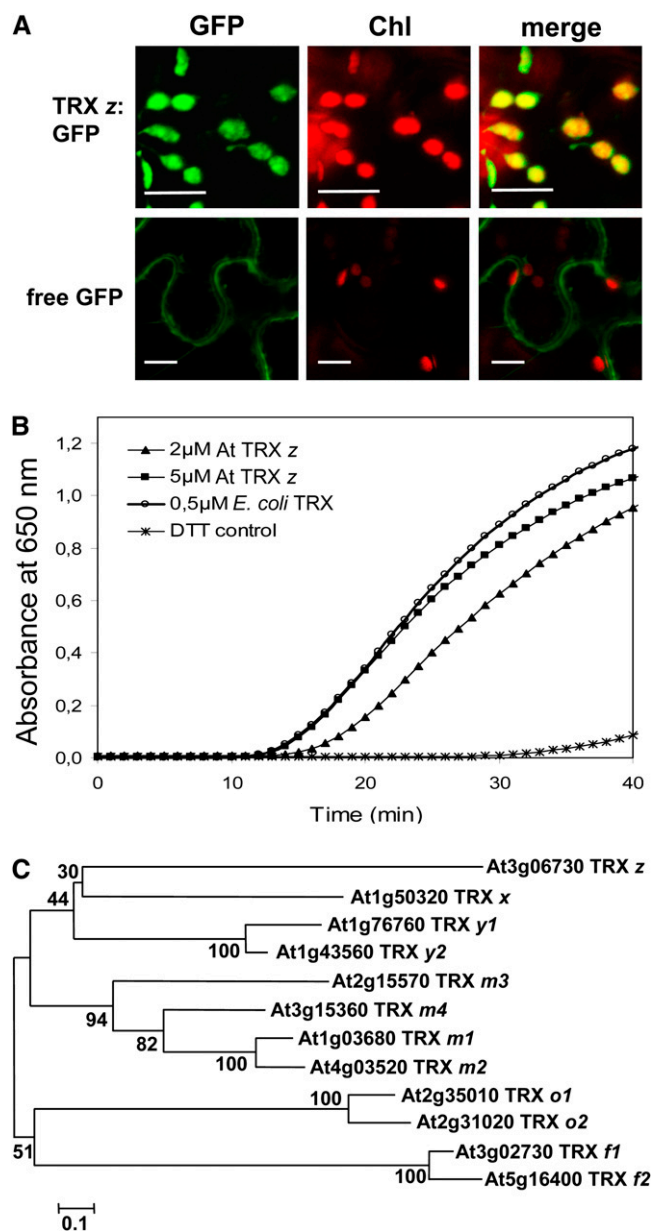 A
GFP Chl merge
TRX z:
GFP
free GFP
B
Absorbance at 650 nm
1,2
1,0
0,8
0,6
0,4
0,2
0,0
2µM At TRX z
5µM At TRX z
0,5µM E. coli TRX
DTT control
0 10 20 30 40
Time (min)
C
30
44
At3g06730 TRX z
At1g50320 TRX x
At1g76760 TRX y1
100
At1g43560 TRX y2
At2g15570 TRX m3
94
At3g15360 TRX m4
82
At1g03680 TRX m1
100
At4g03520 TRX m2
100
At2g35010 TRX o1
At2g31020 TRX o2
51
At3g02730 TRX f1
100
At5g16400 TRX f2
0.1